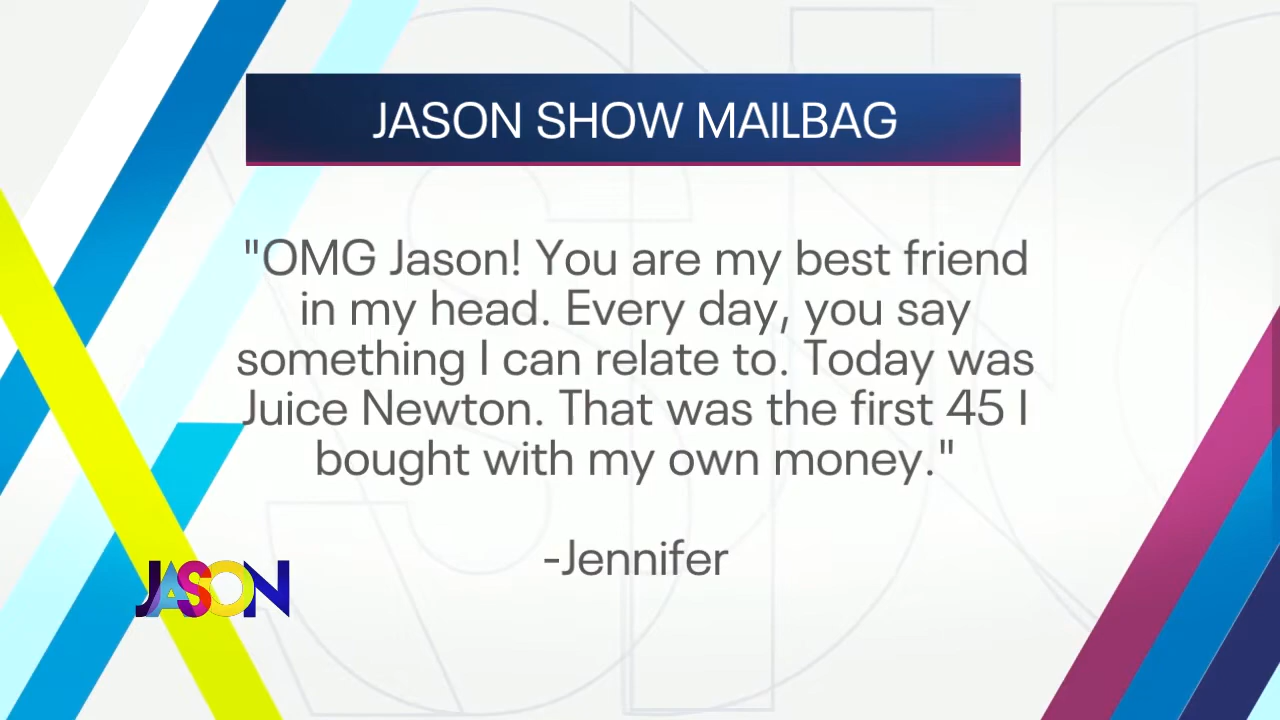 JASON SHOW MAILBAG
"OMG Jason! You are my best friend
in my head. Every day, you say
something I can relate to. Today was
Juice Newton. That was the first 45 I
bought with my own money."
-Jennifer
JASON